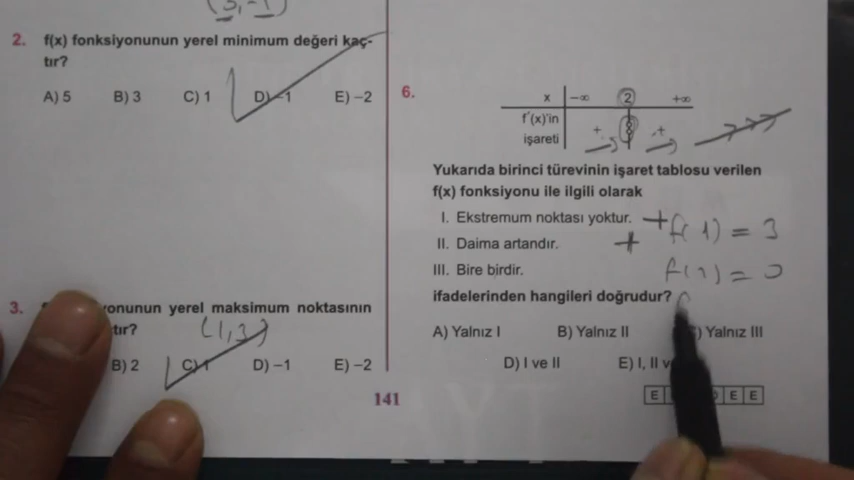 (3,-1)
2. f(x) fonksiyonunun yerel minimum değeri kaç-
tır?
A) 5 B) 3 C) 1 D) -1 E) -2
3. onunun yerel maksimum noktasının
tır? (1,3)
B) 2 C) 1 D) -1 E) -2
6.
x -∞ 2 +∞
f'(x)'in
işareti + +
Yukarıda birinci türevinin işaret tablosu verilen
f(x) fonksiyonu ile ilgili olarak
I. Ekstremum noktası yoktur. +
II. Daima artandır. +
III. Bire birdir.
f(1) = 3
ifadelerinden hangileri doğrudur?
A) Yalnız I B) Yalnız II Yalnız III
D) I ve II E) I, II v
E E E
141
AYT